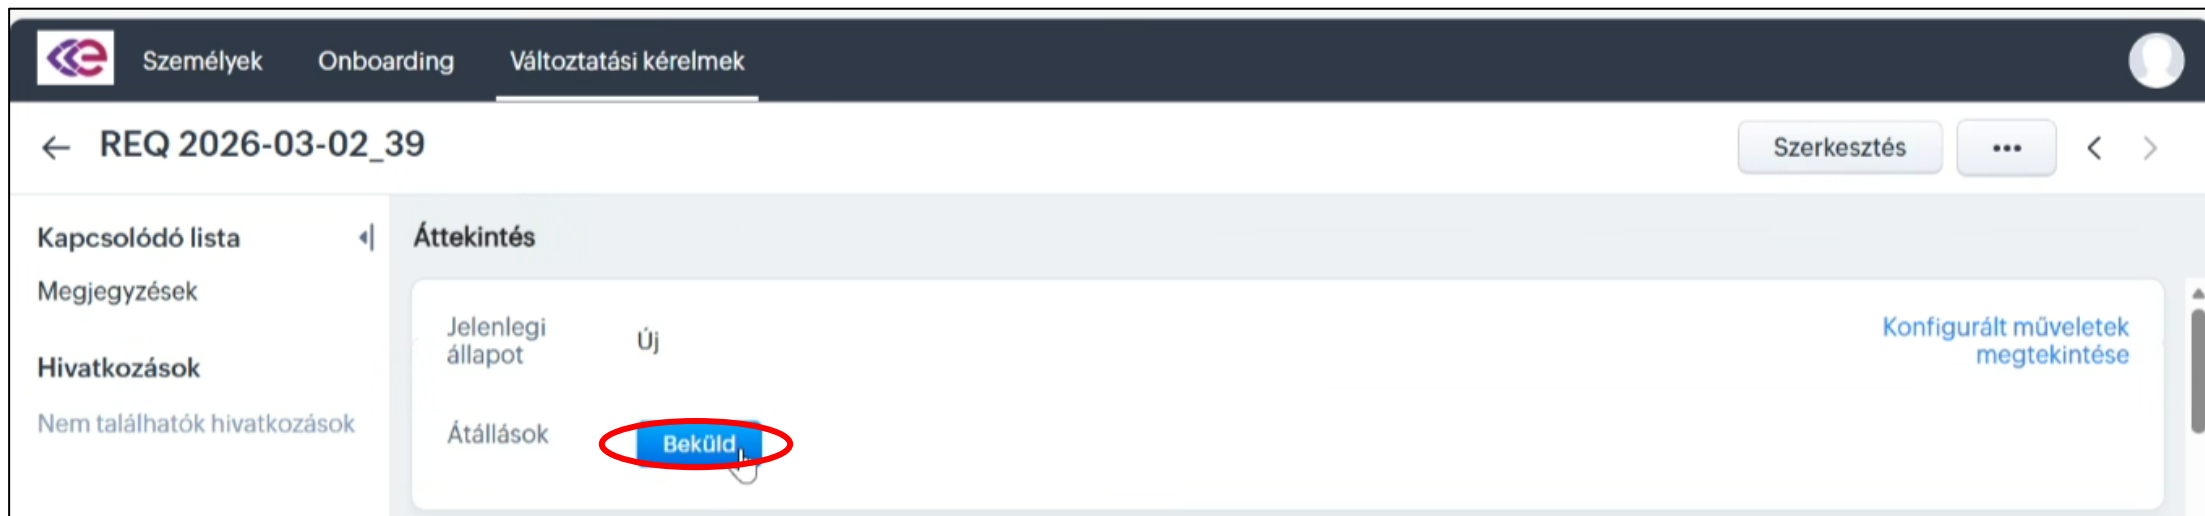 Személyek Onboarding Változtatási kérelmek
REQ 2026-03-02_39
Szerkesztés
Kapcsolódó lista
Megjegyzések
Hivatkozások
Nem találhatók hivatkozások
Áttekintés
Jelenlegi
állapot
Új
Konfigurált műveletek
megtekintése
Átállások
Beküld